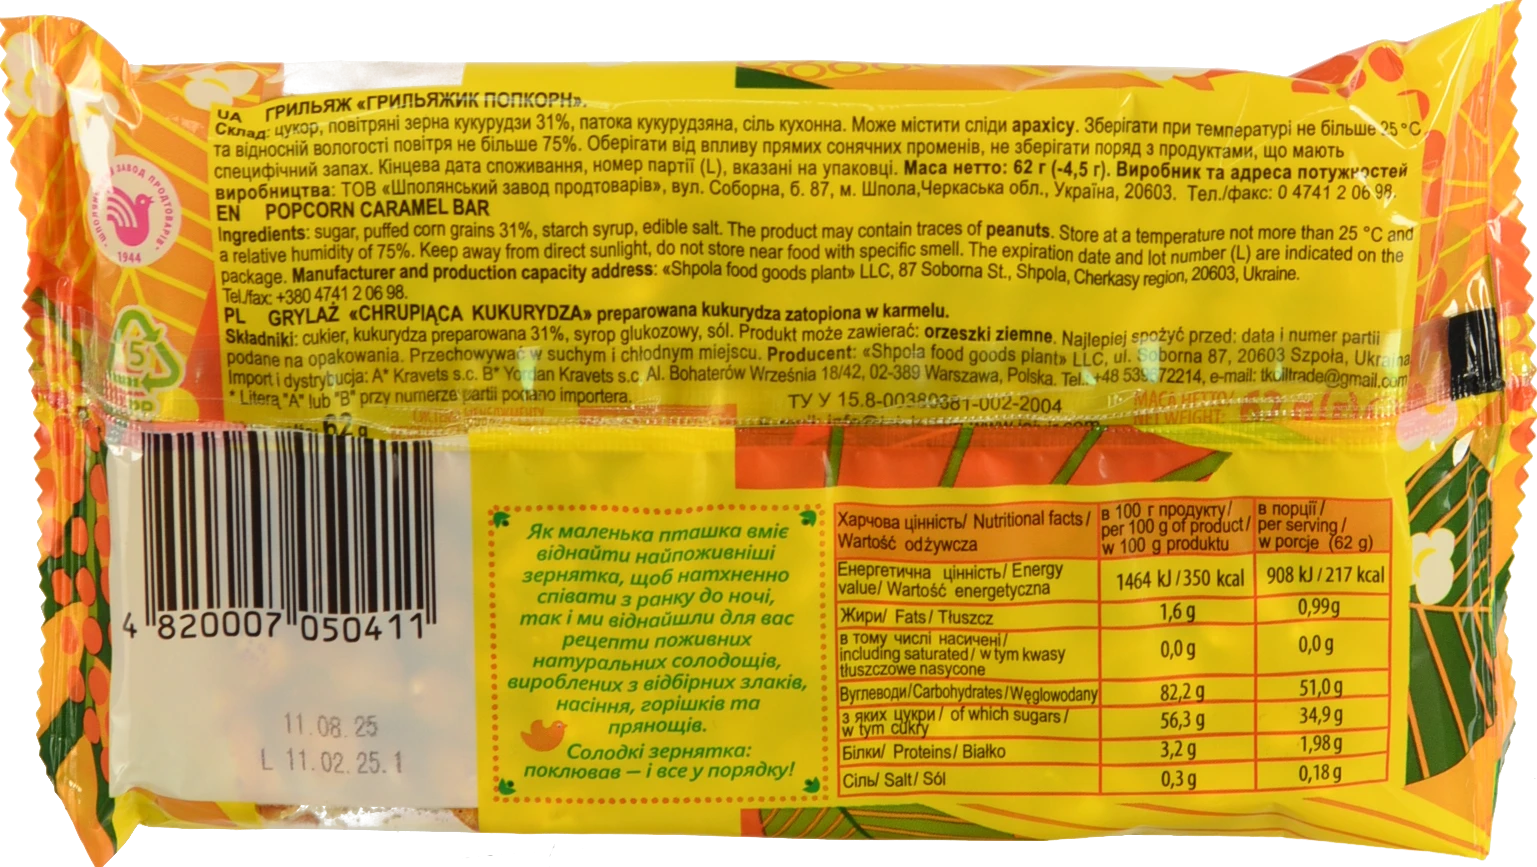 UA ГРИЛЬЯЖ «ГРИЛЬЯЖИК ПОПКОРН».
Склад: цукор, повітряні зерна кукурудзи 31%, патока кукурудзяна, сіль кухонна. Може містити сліди арахісу. Зберігати при температурі не більше 25 °C
та відносній вологості повітря не більше 75%. Оберігати від впливу прямих сонячних променів, не зберігати поряд з продуктами, що мають
специфічний запах. Кінцева дата споживання, номер партії (L), вказані на упаковці. Маса нетто: 62 г (-4,5 г). Виробник та адреса потужностей
виробництва: ТОВ «Шполянський завод продтоварів», вул. Соборна, б. 87, м. Шпола,Черкаська обл., Україна, 20603. Тел./факс: 0 4741 2 06 98.
EN POPCORN CARAMEL BAR
Ingredients: sugar, puffed corn grains 31%, starch syrup, edible salt. The product may contain traces of peanuts. Store at a temperature not more than 25 °C and
a relative humidity of 75%. Keep away from direct sunlight, do not store near food with specific smell. The expiration date and lot number (L) are indicated on the
package. Manufacturer and production capacity address: «Shpola food goods plant» LLC, 87 Soborna St., Shpola, Cherkasy region, 20603, Ukraine.
Tel./fax: +380 4741 2 06 98.
PL GRYLAŻ «CHRUPIĄCA KUKURYDZA» preparowana kukurydza zatopiona w karmelu.
Składniki: cukier, kukurydza preparowana 31%, syrop glukozowy, sól. Produkt może zawierać: orzeszki ziemne. Najlepiej spożyć przed: data i numer partii
podane na opakowania. Przechowywać w suchym i chłodnym miejscu. Producent: «Shpola food goods plant» LLC, ul. Soborna 87, 20603 Szpoła, Ukraina
Import i dystrybucja: A* Kravets s.c. B* Yordan Kravets s.c. Al. Bohaterów Września 18/42, 02-389 Warszawa, Polska. Tel. +48 539 672214, e-mail: tkulltrade@gmail.com
* Literą "A" lub "B" przy numerze partii podano importera. ТУ У 15.8-00380381-002-2004
МАСА НЕТТО
62 g
ЗАВОД ПРОДТОВАРІВ
1944
5
PP
4 820007 050411
11.08.25
L 11.02.25.1
Як маленька пташка вміє
віднайти найпоживніші
зернятка, щоб натхненно
співати з ранку до ночі,
так і ми віднайшли для вас
рецепти поживних
натуральних солодощів,
вироблених з відбірних злаків,
насіння, горішків та
прянощів.
Солодкі зернятка:
поклював – і все у порядку!
Харчова цінність/ Nutritional facts/ Wartość odżywcza в 100 г продукту/ per 100 g of product/ w 100 g produktu в порції/ per serving/ w porcje (62 g)
Енергетична цінність/ Energy value/ Wartość energetyczna 1464 kJ/350 kcal 908 kJ/217 kcal
Жири/ Fats/ Tłuszcz 1,6 g 0,99g
в тому числі насичені/ including saturated/ w tym kwasy tłuszczowe nasycone 0,0 g 0,0 g
Вуглеводи/Carbohydrates/Węglowodany 82,2 g 51,0 g
з яких цукри/ of which sugars/ w tym cukry 56,3 g 34,9 g
Білки/ Proteins/ Białko 3,2 g 1,98 g
Сіль/ Salt/ Sól 0,3 g 0,18 g